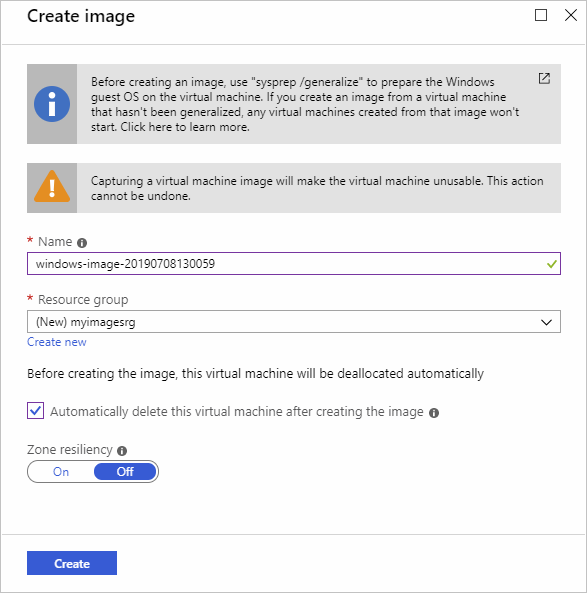 Create image
Before creating an image, use "sysprep /generalize" to prepare the Windows
guest OS on the virtual machine. If you create an image from a virtual machine
that hasn't been generalized, any virtual machines created from that image won't
start. Click here to learn more.
Capturing a virtual machine image will make the virtual machine unusable. This action
cannot be undone.
* Name
windows-image-20190708130059
* Resource group
(New) myimagesrg
Create new
Before creating the image, this virtual machine will be deallocated automatically
Automatically delete this virtual machine after creating the image
Zone resiliency
On Off
Create